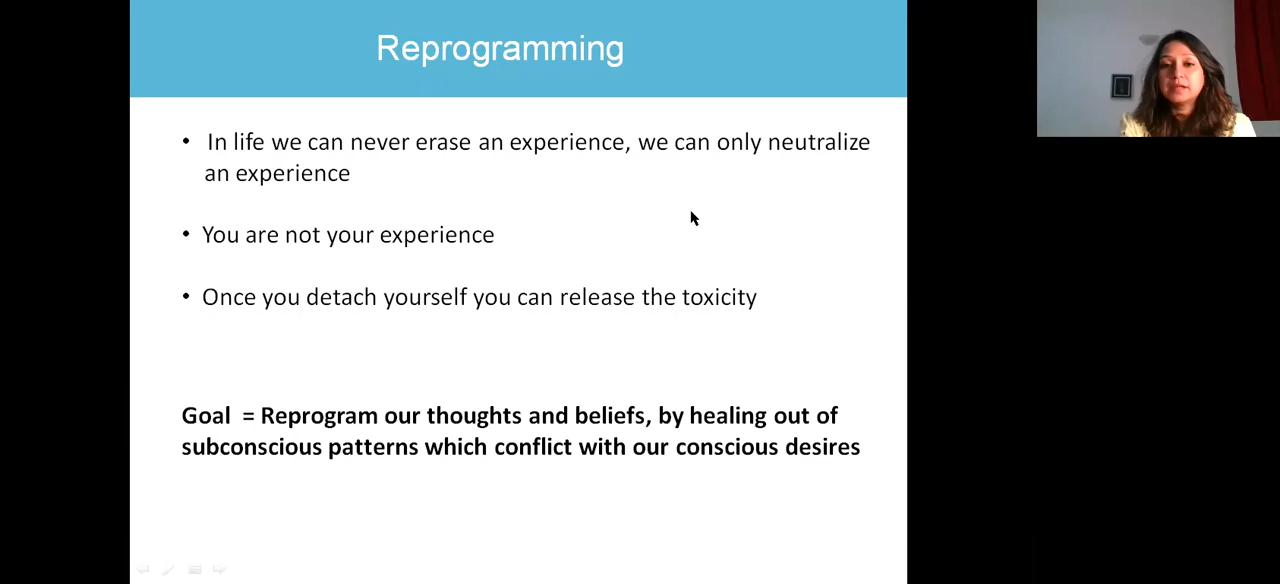 Reprogramming
• In life we can never erase an experience, we can only neutralize
an experience
• You are not your experience
• Once you detach yourself you can release the toxicity
Goal = Reprogram our thoughts and beliefs, by healing out of
subconscious patterns which conflict with our conscious desires